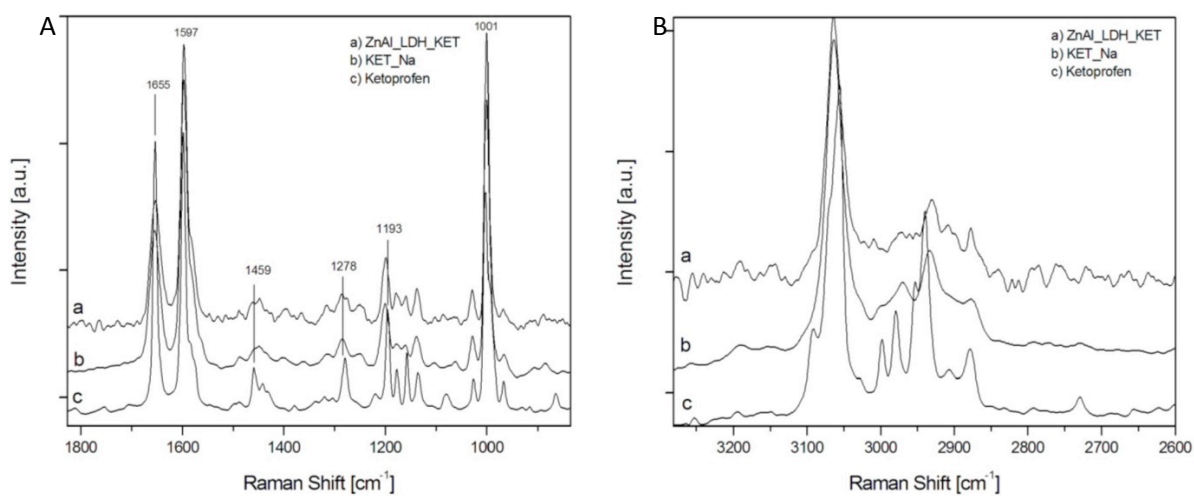 A
1001
1597
a) ZnAl_LDH_KET
b) KET_Na
c) Ketoprofen
1655
1193
1459
1278
a
b
c
Intensity [a.u.]
1800 1600 1400 1200 1000
Raman Shift [cm-1]
B
a) ZnAl_LDH_KET
b) KET_Na
c) Ketoprofen
a
b
c
Intensity [a.u.]
3200 3100 3000 2900 2800 2700 2600
Raman Shift [cm-1]